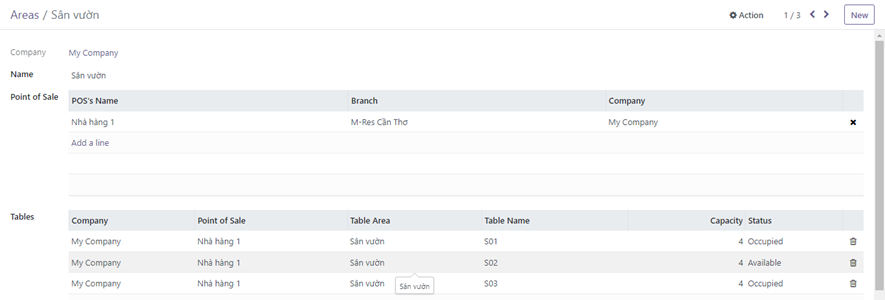 Areas / Sân vườn
Action 1 / 3 New
Company My Company
Name Sân vườn
Point of Sale POS's Name Branch Company
Nhà hàng 1 M-Res Cần Thơ My Company
Add a line
Tables Company Point of Sale Table Area Table Name Capacity Status
My Company Nhà hàng 1 Sân vườn S01 4 Occupied
My Company Nhà hàng 1 Sân vườn S02 4 Available
My Company Nhà hàng 1 Sân vườn S03 4 Occupied
Sân vườn